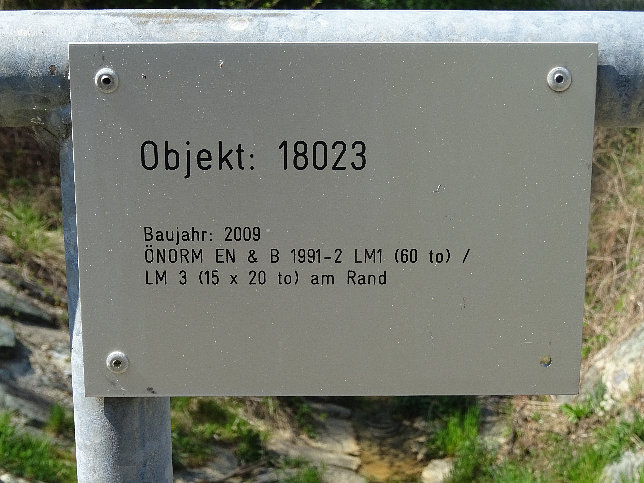 Objekt: 18023
Baujahr: 2009
ÖNORM EN & B 1991-2 LM1 (60 to) /
LM 3 (15 x 20 to) am Rand